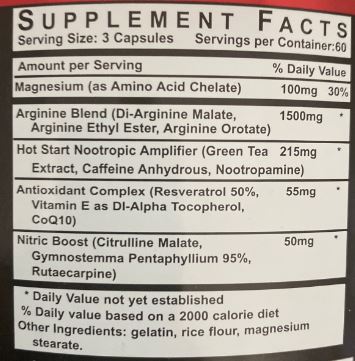 SUPPLEMENT FACTS
Serving Size: 3 Capsules Servings per Container:60
Amount per Serving % Daily Value
Magnesium (as Amino Acid Chelate) 100mg 30%
Arginine Blend (Di-Arginine Malate, 1500mg *
Arginine Ethyl Ester, Arginine Orotate)
Hot Start Nootropic Amplifier (Green Tea 215mg *
Extract, Caffeine Anhydrous, Nootropamine)
Antioxidant Complex (Resveratrol 50%, 55mg *
Vitamin E as Dl-Alpha Tocopherol,
CoQ10)
Nitric Boost (Citrulline Malate, 50mg *
Gymnostemma Pentaphyllium 95%,
Rutaecarpine)
* Daily Value not yet established
% Daily value based on a 2000 calorie diet
Other Ingredients: gelatin, rice flour, magnesium
stearate.